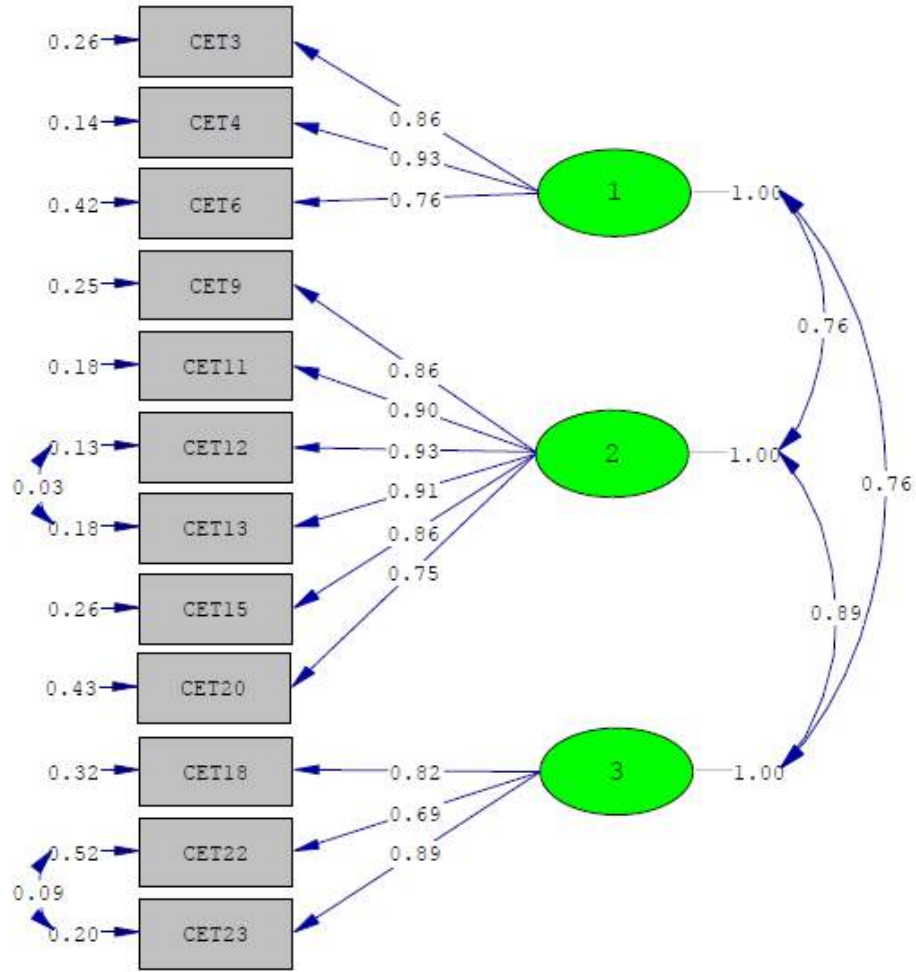 0.26 CET3
0.86
0.14 CET4
0.93
0.42 CET6 0.76 1 1.00
0.25 CET9
0.76
0.18 CET11 0.86
0.90
0.13 CET12 0.93 2 1.00
0.03 0.91 0.76
0.18 CET13 0.86
0.75
0.26 CET15 0.89
0.43 CET20
0.32 CET18 0.82 3 1.00
0.69
0.52 CET22 0.89
0.09
0.20 CET23